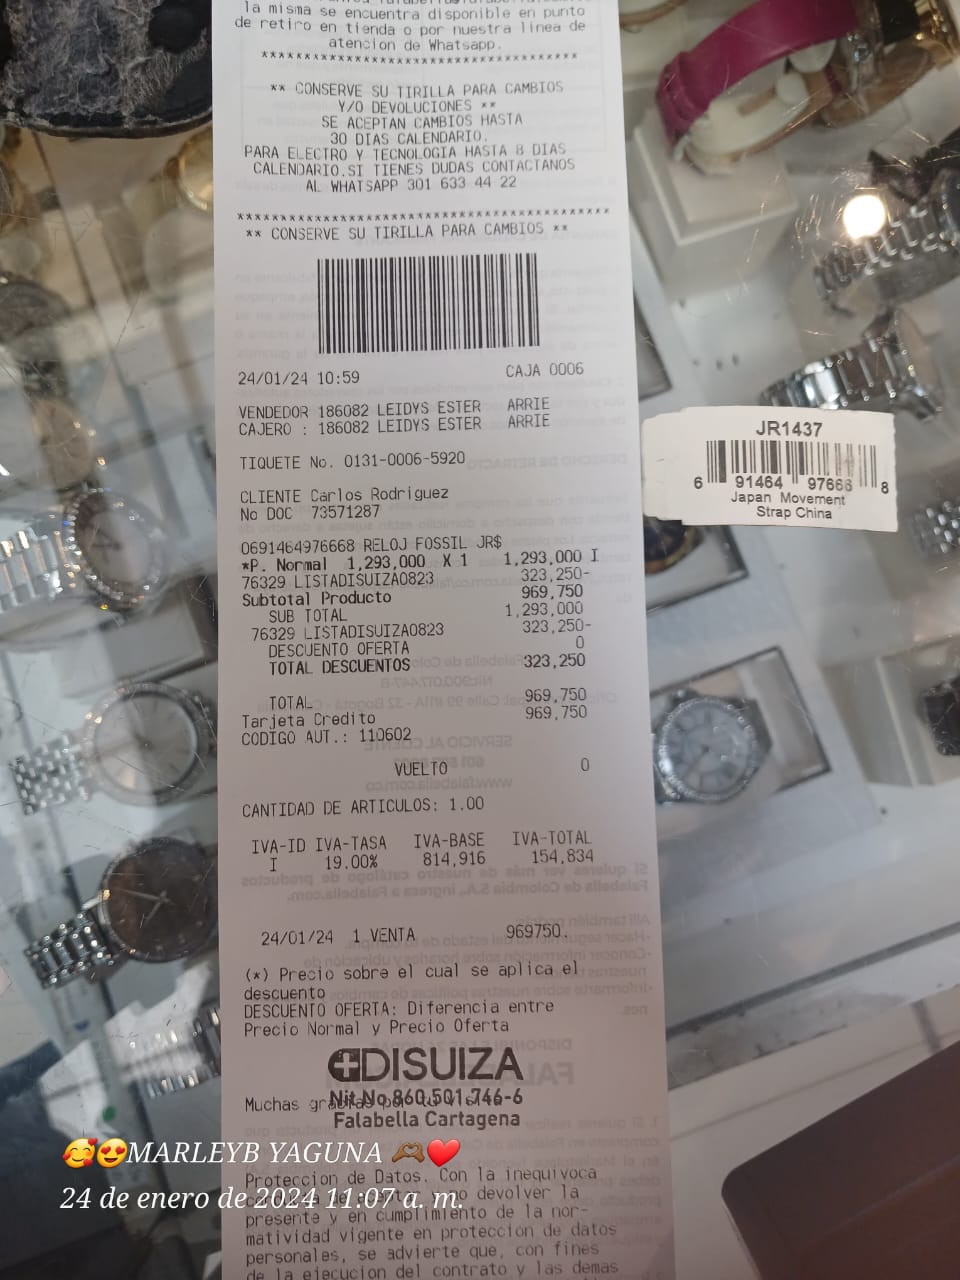 la misma se encuentra disponible en punto
de retiro en tienda o por nuestra linea de
atencion de Whatsapp.
****************************************
** CONSERVE SU TIRILLA PARA CAMBIOS
Y/O DEVOLUCIONES **
SE ACEPTAN CAMBIOS HASTA
30 DIAS CALENDARIO.
PARA ELECTRO Y TECNOLOGIA HASTA 8 DIAS
CALENDARIO.SI TIENES DUDAS CONTACTANOS
AL WHATSAPP 301 633 44 22
****************************************
** CONSERVE SU TIRILLA PARA CAMBIOS **
24/01/24 10:59 CAJA 0006
VENDEDOR 186082 LEIDYS ESTER ARRIE
CAJERO : 186082 LEIDYS ESTER ARRIE
TIQUETE No. 0131-0006-5920
CLIENTE Carlos Rodriguez
No DOC 73571287
0691464976668 RELOJ FOSSIL JR$
*P. Normal 1,293,000 X 1 1,293,000 I
76329 LISTADISUIZA0823 323,250-
Subtotal Producto 969,750
SUB TOTAL 1,293,000
76329 LISTADISUIZA0823 323,250-
DESCUENTO OFERTA 0
TOTAL DESCUENTOS 323,250
TOTAL 969,750
Tarjeta Credito 969,750
CODIGO AUT.: 110602
VUELTO 0
CANTIDAD DE ARTICULOS: 1.00
IVA-ID IVA-TASA IVA-BASE IVA-TOTAL
I 19.00% 814,916 154,834
24/01/24 1 VENTA 969750.
(*) Precio sobre el cual se aplica el
descuento
DESCUENTO OFERTA: Diferencia entre
Precio Normal y Precio Oferta
DISUIZA
Nit.No 860.501.746-6
Muchas gracias por tu
Falabella Cartagena
Proteccion de Datos. Con la inequivoca
no devolver la
presente y en cumplimiento de la nor-
matividad vigente en proteccion de datos
personales, se advierte que, con fines
de la ejecucion del contrato y las demas
JR1437
6 91464 97666 8
Japan Movement
Strap China
🥰😍MARLEYB YAGUNA 🫶🏾❤️
24 de enero de 2024 11:07 a. m.